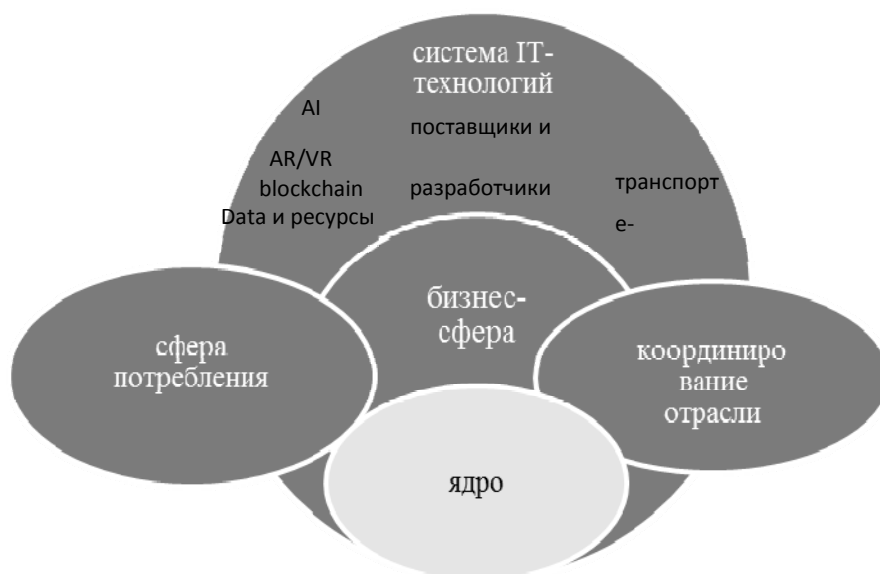 система IT-
технологий
AI
поставщики и
AR/VR
blockchain
разработчики
транспорт
Data и ресурсы
e-
бизнес-
сфера
сфера
потребления
координиро
вание
отрасли
ядро